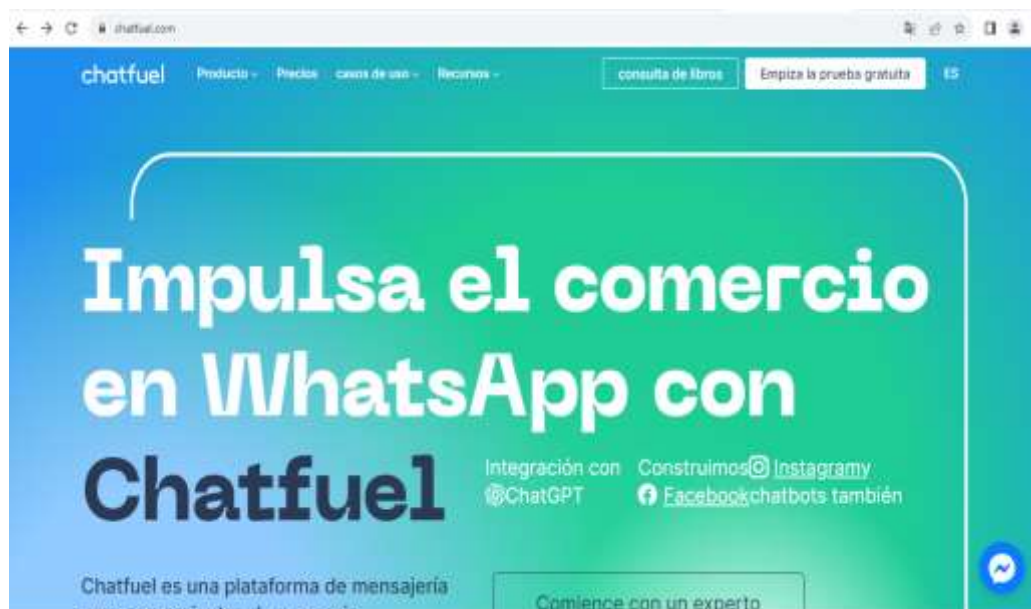 chatfuel.com
chatfuel Producto Precios casos de uso Recursos consulta de libros Empiza la prueba gratuita ES
Impulsa el comercio
en WhatsApp con
Chatfuel
Integración con
ChatGPT
Construimos Instagramy
Facebookchatbots también
Chatfuel es una plataforma de mensajería
Comience con un experto